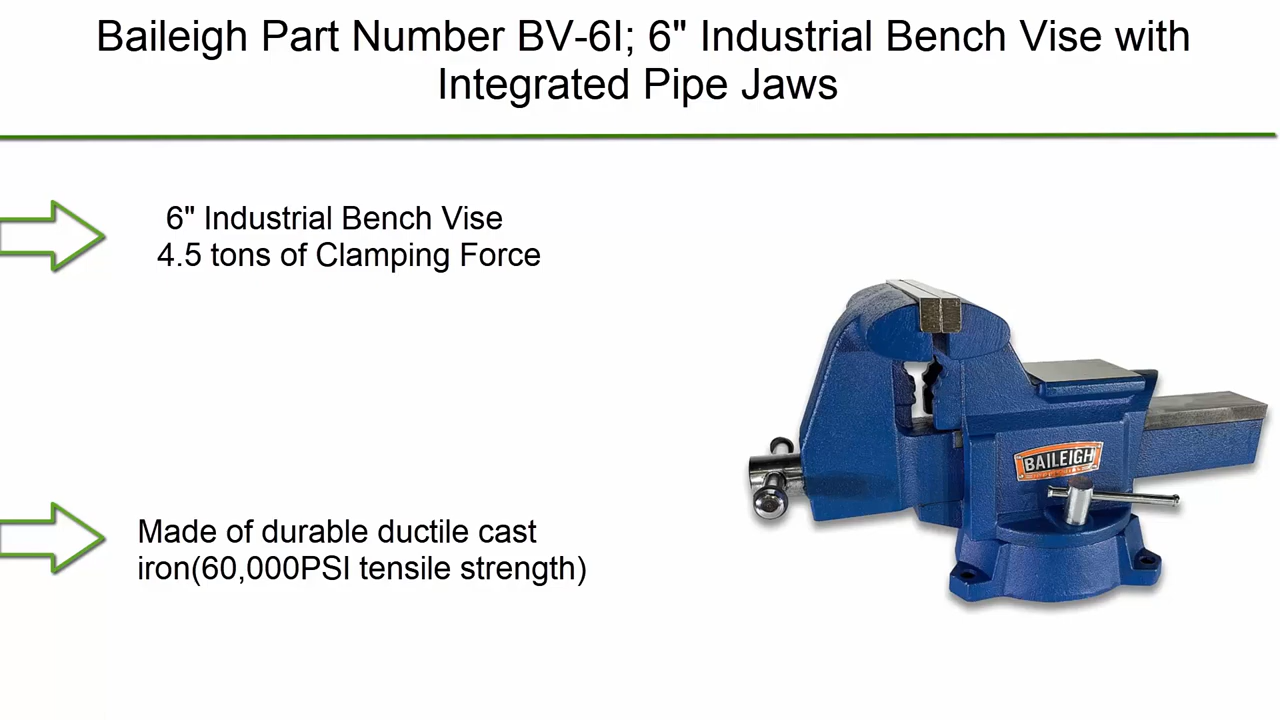 Baileigh Part Number BV-6I; 6" Industrial Bench Vise with
Integrated Pipe Jaws
6" Industrial Bench Vise
4.5 tons of Clamping Force
BAILEIGH
Made of durable ductile cast
iron(60,000PSI tensile strength)